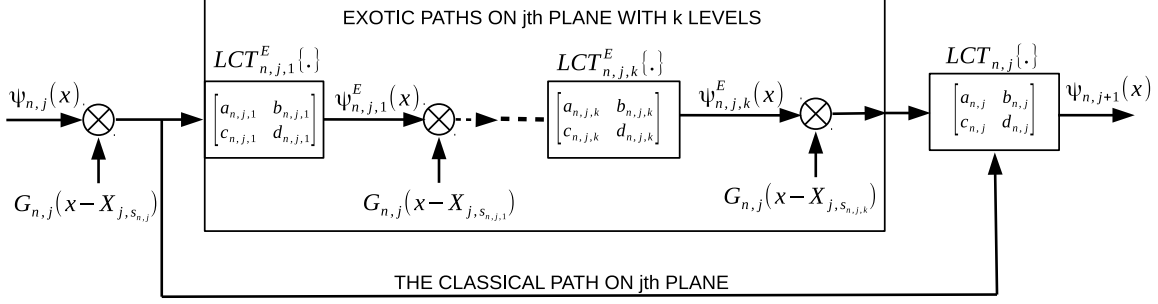 EXOTIC PATHS ON jth PLANE WITH k LEVELS
LCT^E_{n,j,1}{.}
LCT^E_{n,j,k}{.}
LCT_{n,j}{.}
ψ_{n,j}(x)
[a_{n,j,1} b_{n,j,1}
c_{n,j,1} d_{n,j,1}]
ψ^E_{n,j,1}(x)
[a_{n,j,k} b_{n,j,k}
c_{n,j,k} d_{n,j,k}]
ψ^E_{n,j,k}(x)
[a_{n,j} b_{n,j}
c_{n,j} d_{n,j}]
ψ_{n,j+1}(x)
G_{n,j}(x−X_{j,s_{n,j}})
G_{n,j}(x−X_{j,s_{n,j,1}})
G_{n,j}(x−X_{j,s_{n,j,k}})
THE CLASSICAL PATH ON jth PLANE